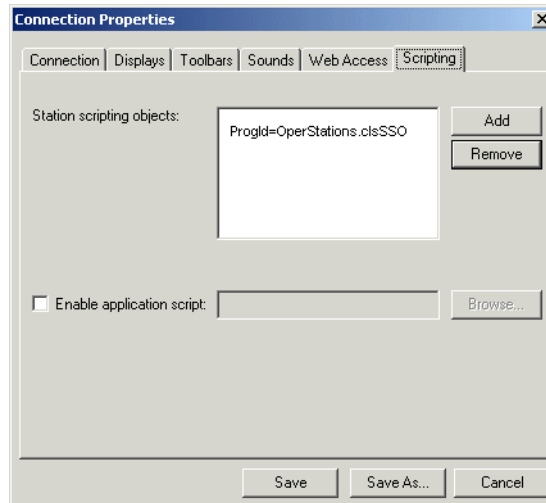 Connection Properties
Connection Displays Toolbars Sounds Web Access Scripting
Station scripting objects:
ProgId=OperStations.clsSSO
Add
Remove
Enable application script:
Browse...
Save Save As... Cancel